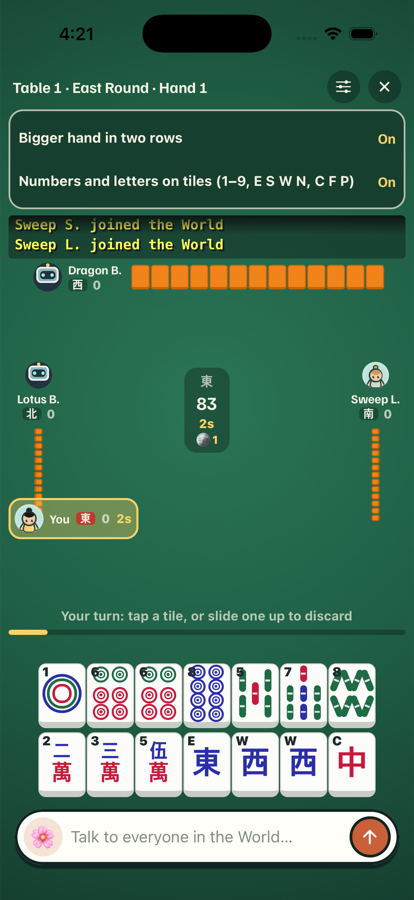 4:21
Table 1 · East Round · Hand 1
Bigger hand in two rows On
Numbers and letters on tiles (1–9, E S W N, C F P) On
Sweep S. joined the World
Sweep L. joined the World
Dragon B.
西 0
東
83
2s
1
Lotus B.
北 0
Sweep L.
南 0
You 東 0 2s
Your turn: tap a tile, or slide one up to discard
1 6 6 8 5 7 8
2 3 5 E W W C
二 三 伍 東 西 西 中
萬 萬 萬
Talk to everyone in the World...